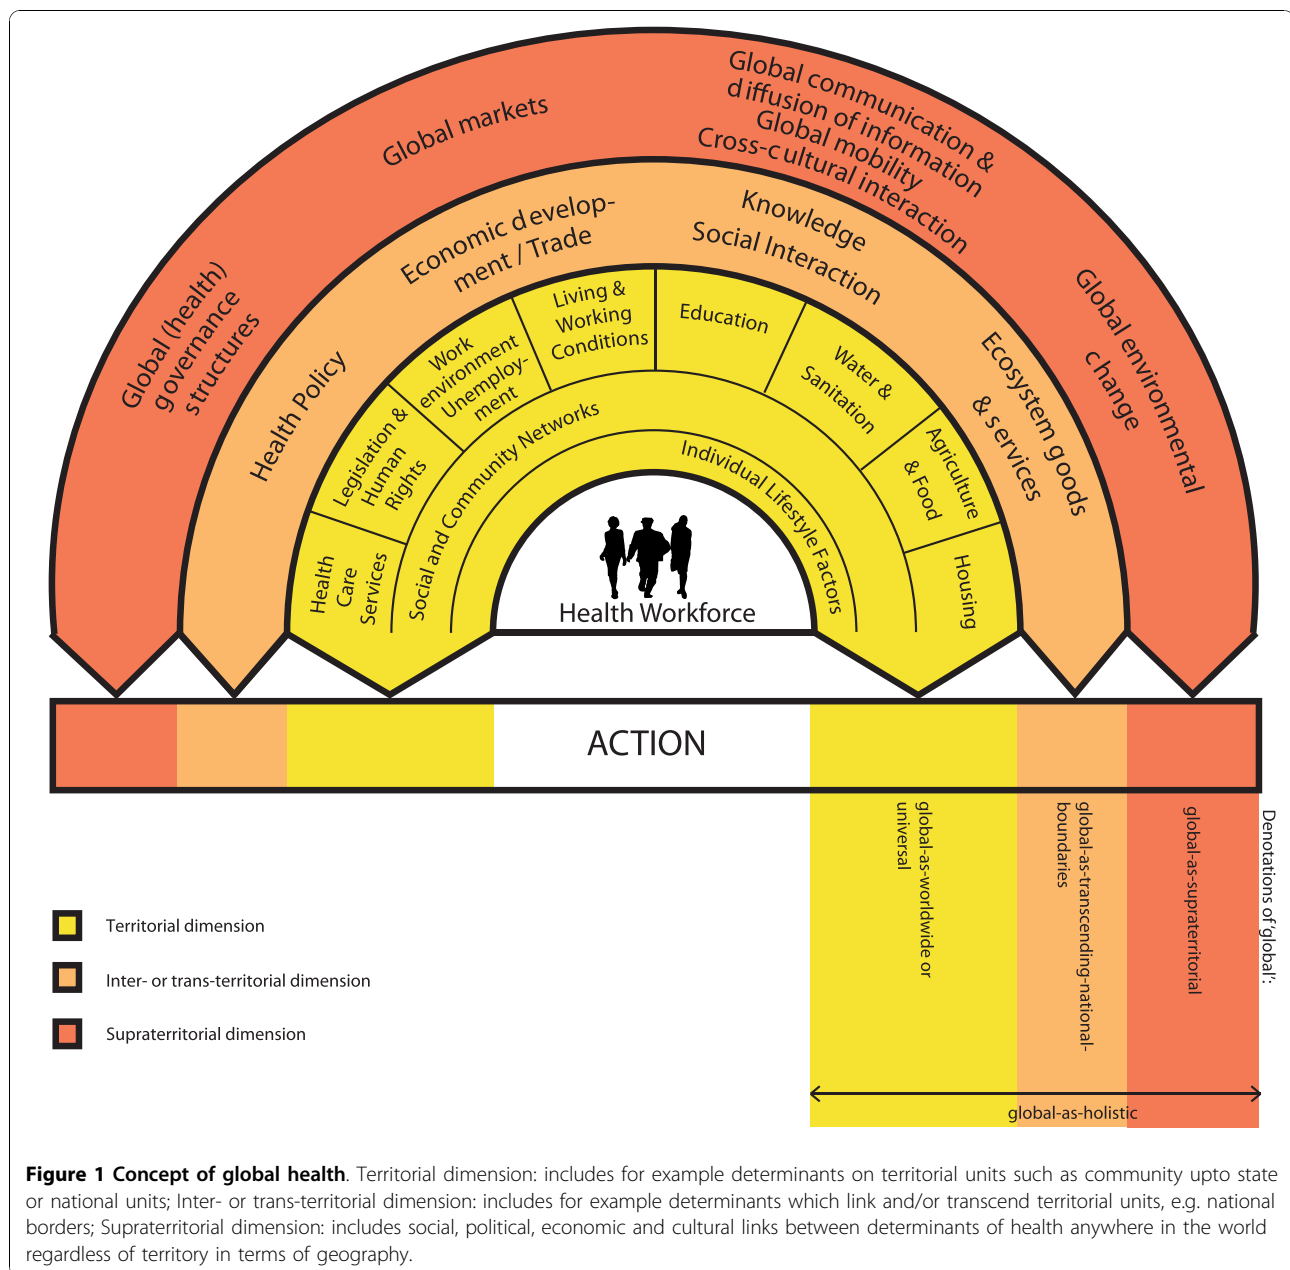 Global markets
Global communication &
diffusion of information
Global mobility
Cross-cultural interaction
Global (health)
governance
structures
Global environmental
change
Health Policy
Economic develop-
ment / Trade
Knowledge
Social Interaction
Ecosystem goods
& services
Health
Care
Services
Legislation &
Human
Rights
Work
environment
Unemploy-
ment
Living &
Working
Conditions
Education
Water &
Sanitation
Agriculture
& Food
Housing
Social and Community Networks
Individual Lifestyle Factors
Health Workforce
ACTION
global-as-worldwide or
universal
global-as-transcending-national-
boundaries
global-as-supraterritorial
Denotations of 'global':
global-as-holistic
Territorial dimension
Inter- or trans-territorial dimension
Supraterritorial dimension
Figure 1 Concept of global health. Territorial dimension: includes for example determinants on territorial units such as community upto state
or national units; Inter- or trans-territorial dimension: includes for example determinants which link and/or transcend territorial units, e.g. national
borders; Supraterritorial dimension: includes social, political, economic and cultural links between determinants of health anywhere in the world
regardless of territory in terms of geography.